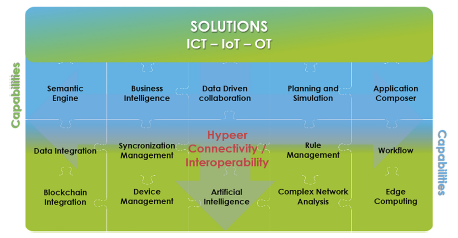 SOLUTIONS
ICT – IoT – OT
Capabilities
Semantic
Engine
Business
Intelligence
Data Driven
collaboration
Planning and
Simulation
Application
Composer
Data Integration
Syncronization
Management
Hypeer
Connectivity /
Interoperability
Rule
Management
Workflow
Blockchain
Integration
Device
Management
Artificial
Intelligence
Complex Network
Analysis
Edge
Computing
Capabilities